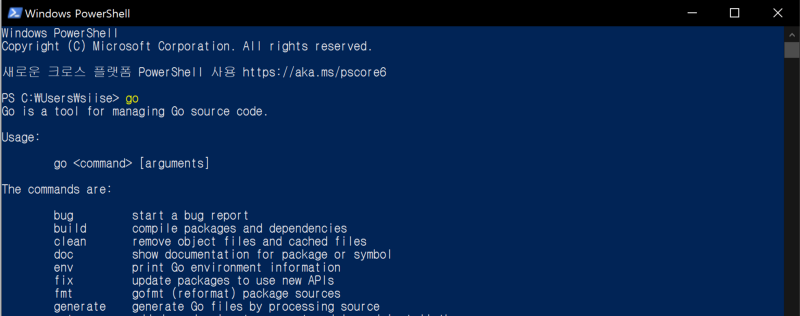 Windows PowerShell
Windows PowerShell
Copyright (C) Microsoft Corporation. All rights reserved.
새로운 크로스 플랫폼 PowerShell 사용 https://aka.ms/pscore6
PS C:₩Users₩siise> go
Go is a tool for managing Go source code.
Usage:
go <command> [arguments]
The commands are:
bug start a bug report
build compile packages and dependencies
clean remove object files and cached files
doc show documentation for package or symbol
env print Go environment information
fix update packages to use new APIs
fmt gofmt (reformat) package sources
generate generate Go files by processing source